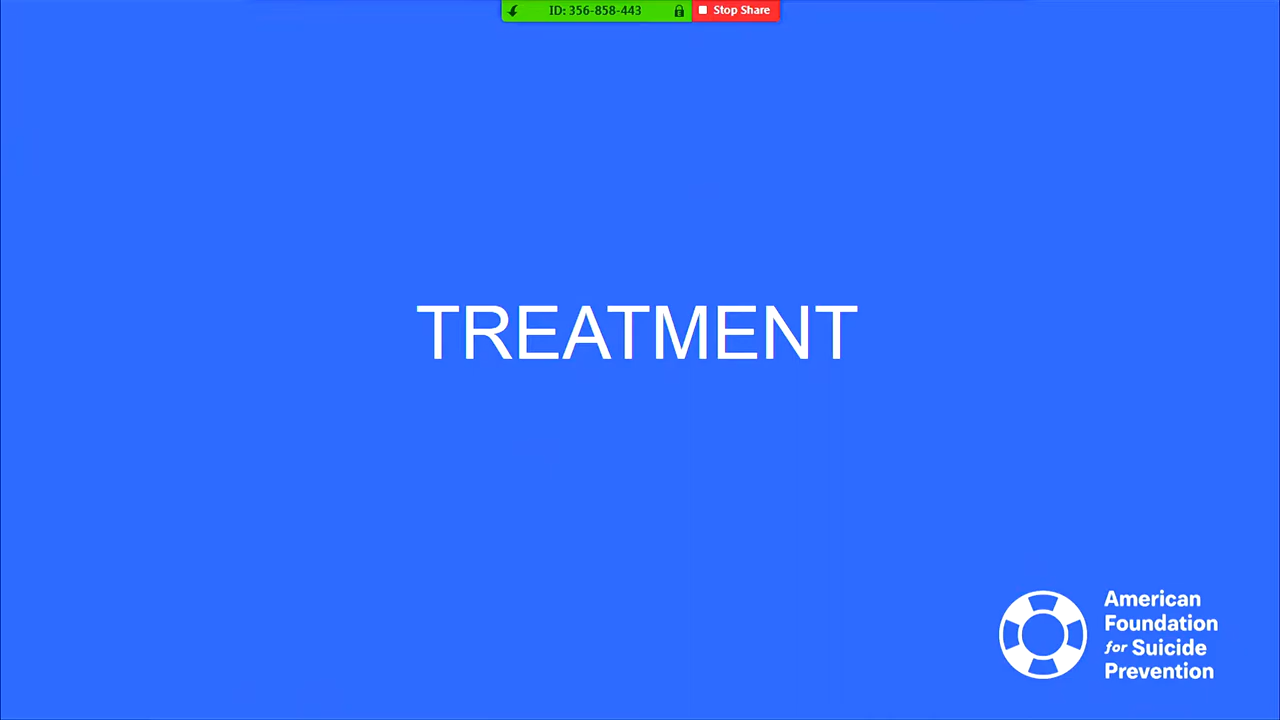 ID: 356-858-443
Stop Share
TREATMENT
American
Foundation
for Suicide
Prevention